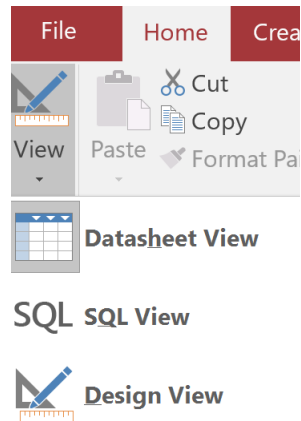 File Home Crea
Cut
Copy
View Paste Format Pai
Datasheet View
SQL SQL View
Design View